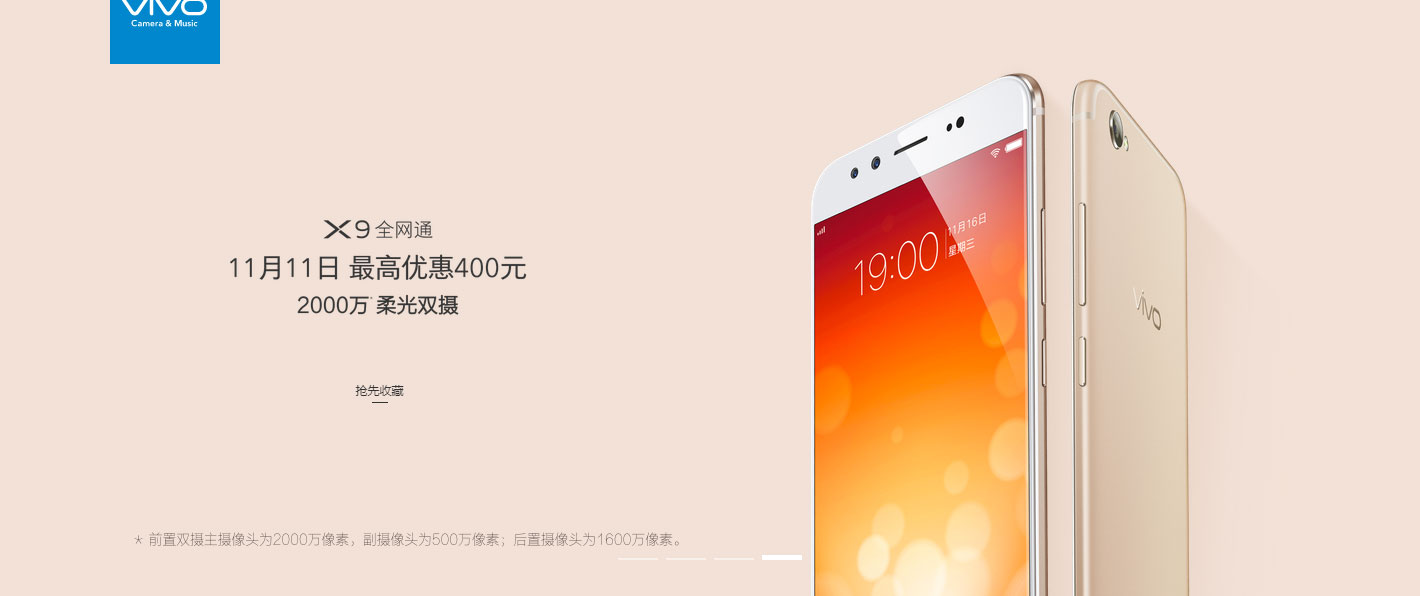 vivo
Camera & Music
X9 全网通
11月11日 最高优惠400元
2000万* 柔光双摄
抢先收藏
* 前置双摄主摄像头为2000万像素，副摄像头为500万像素；后置摄像头为1600万像素。
19:00
11月16日
星期三
vivo